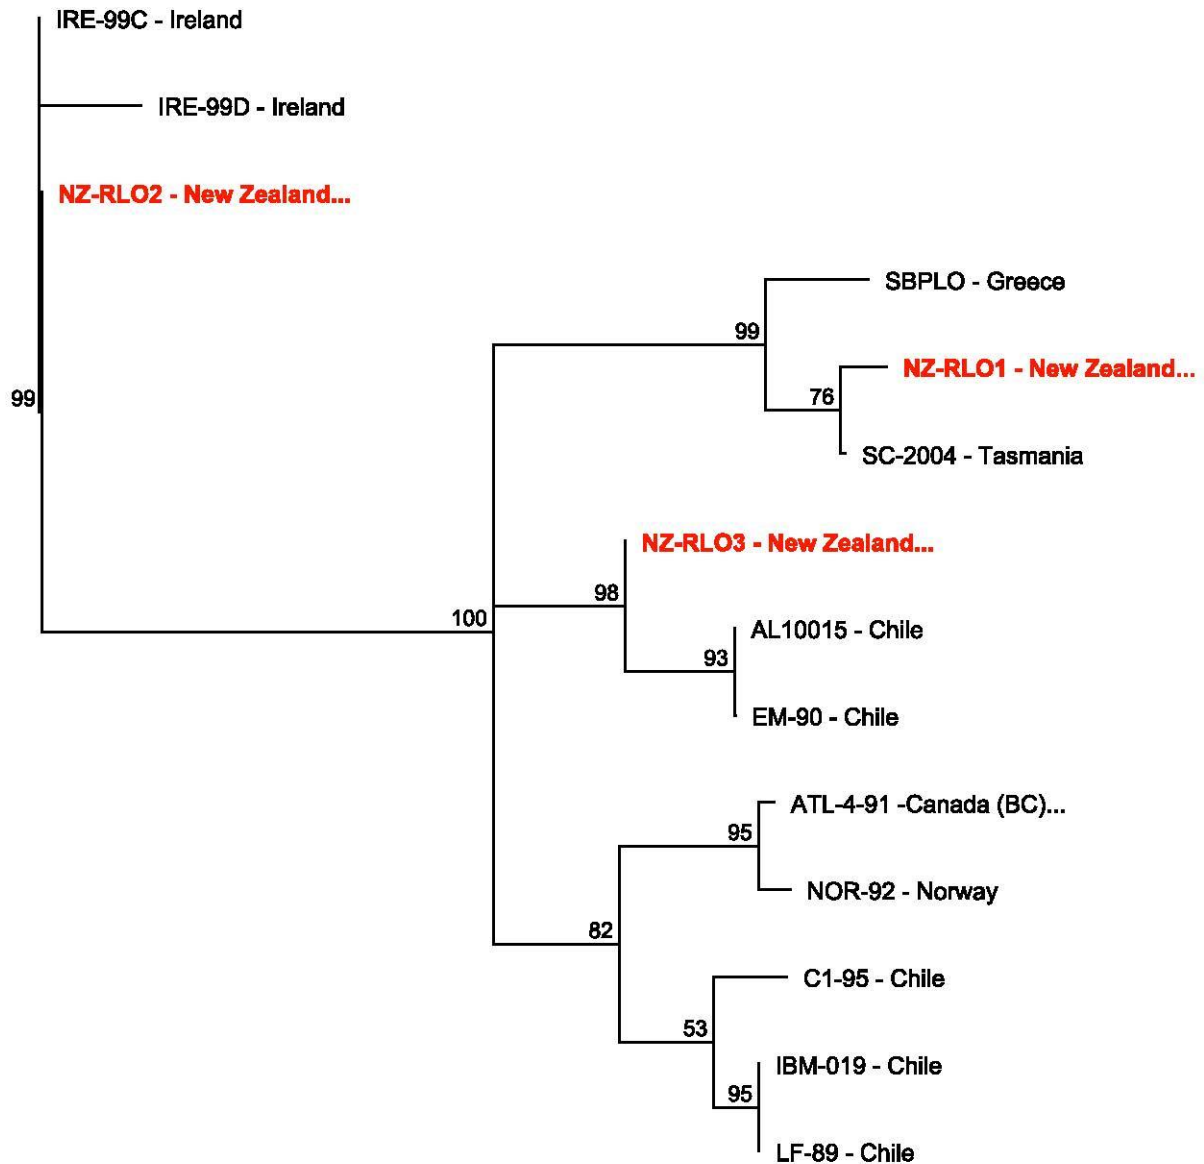 IRE-99C - Ireland
IRE-99D - Ireland
NZ-RLO2 - New Zealand...
SBPLO - Greece
99
NZ-RLO1 - New Zealand...
76
99
SC-2004 - Tasmania
NZ-RLO3 - New Zealand...
98
100
AL10015 - Chile
93
EM-90 - Chile
ATL-4-91 -Canada (BC)...
95
NOR-92 - Norway
82
C1-95 - Chile
53
IBM-019 - Chile
95
LF-89 - Chile